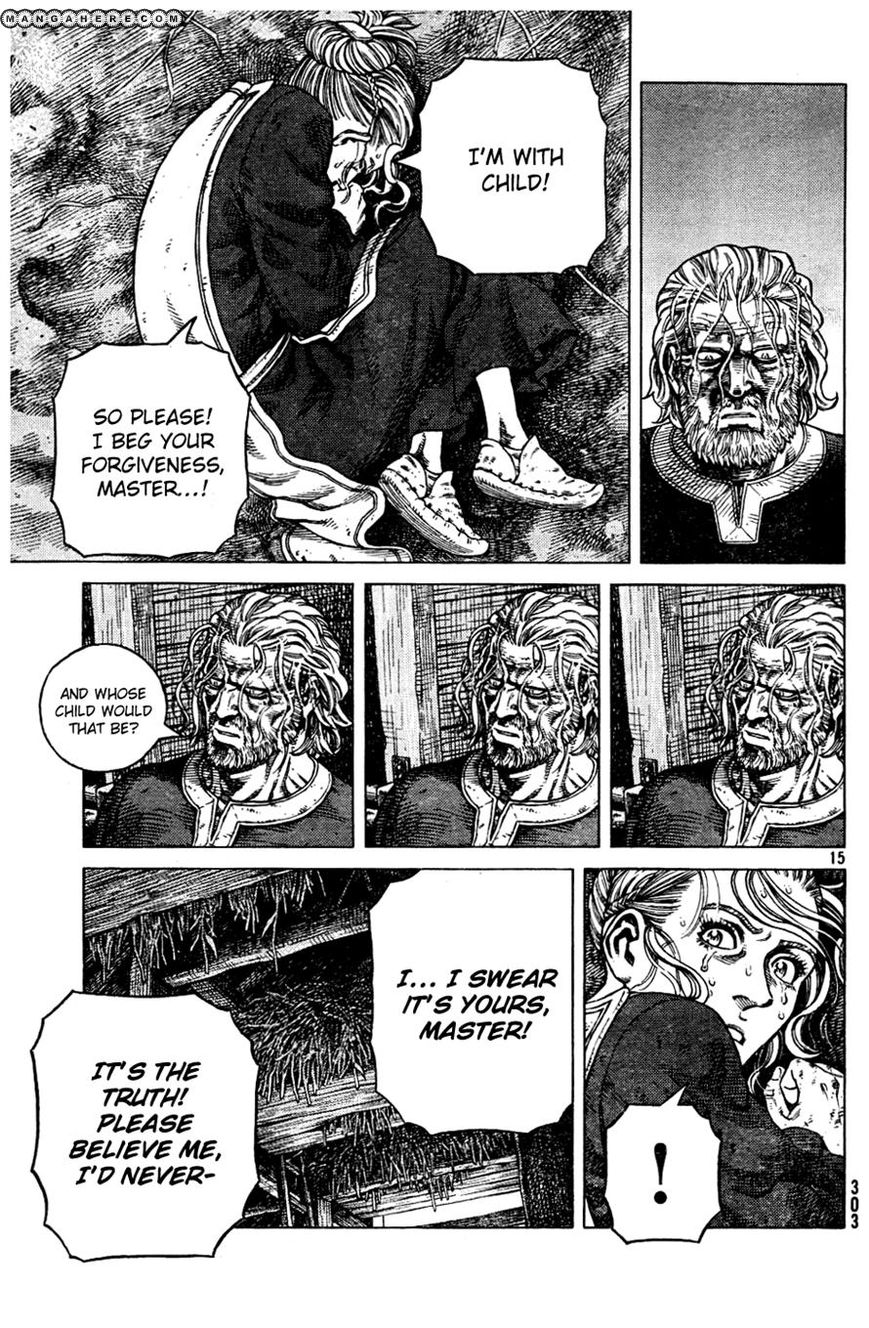 MANGAHERE.COM
I'M WITH
CHILD!
SO PLEASE!
I BEG YOUR
FORGIVENESS,
MASTER...!
AND WHOSE
CHILD WOULD
THAT BE?
15
!
I... I SWEAR
IT'S YOURS,
MASTER!
IT'S THE
TRUTH!
PLEASE
BELIEVE ME,
I'D NEVER-
303